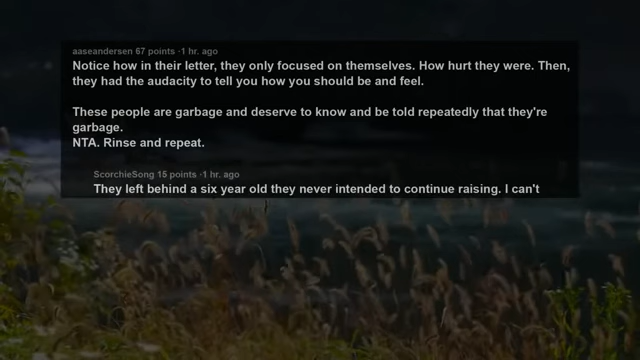 aaseandersen 67 points ·1 hr. ago
Notice how in their letter, they only focused on themselves. How hurt they were. Then,
they had the audacity to tell you how you should be and feel.
These people are garbage and deserve to know and be told repeatedly that they're
garbage.
NTA. Rinse and repeat.
ScorchieSong 15 points ·1 hr. ago
They left behind a six year old they never intended to continue raising. I can't